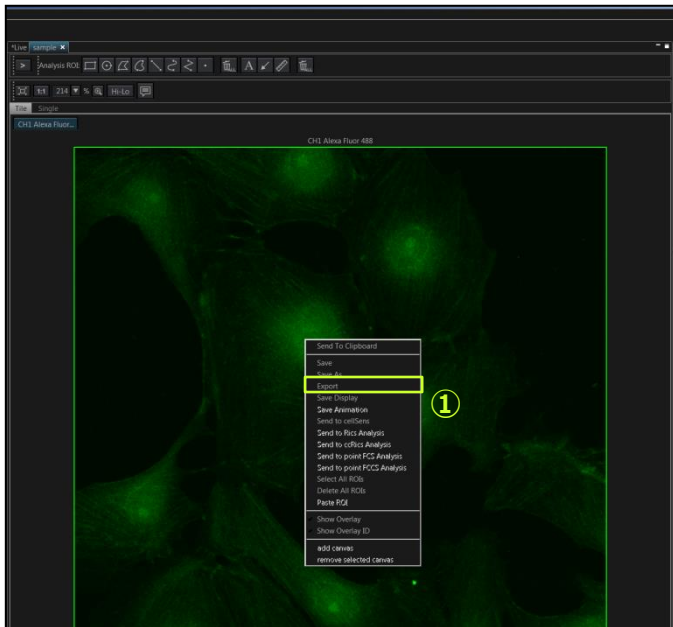 *Live sample ×
> Analysis ROI: A
1:1 214 % Hi-Lo
Tile Single
CH1 Alexa Fluor...
CH1 Alexa Fluor 488
Send To Clipboard
Save
Save As
Export
Save Display
①
Save Animation
Send to cellSens
Send to Rics Analysis
Send to ccRics Analysis
Send to point FCS Analysis
Send to point FCCS Analysis
Select All ROIs
Delete All ROIs
Paste ROI
Show Overlay
Show Overlay ID
add canvas
remove selected canvas